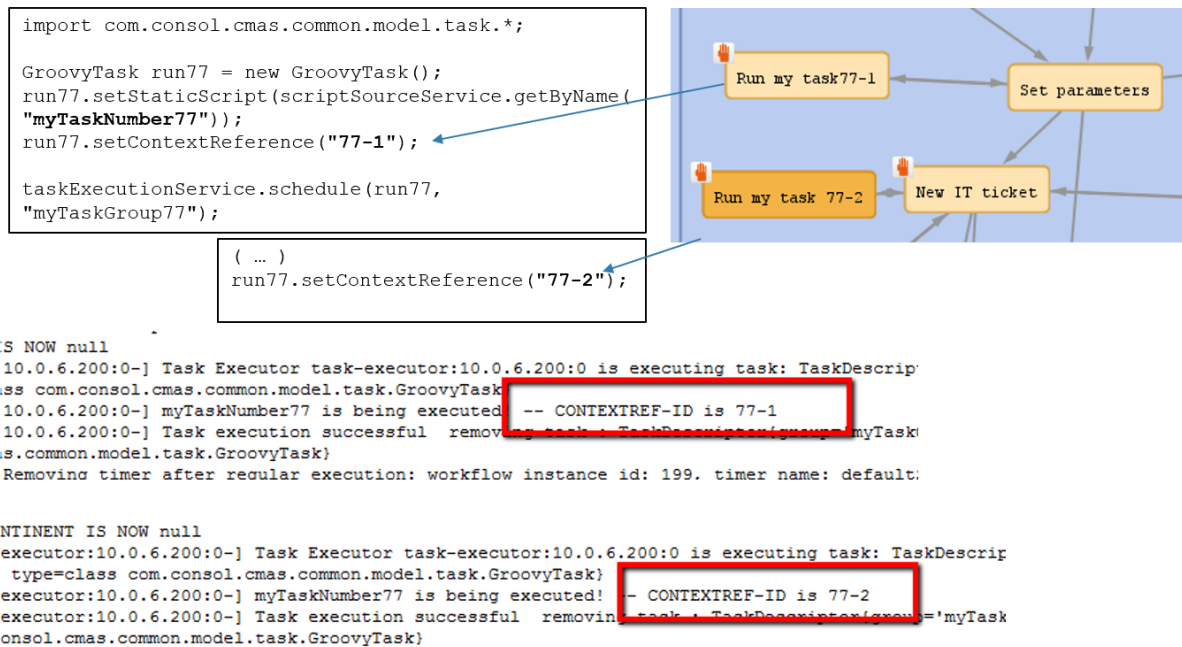 import com.consol.cmas.common.model.task.*;
GroovyTask run77 = new GroovyTask();
run77.setStaticScript(scriptSourceService.getByName(
"myTaskNumber77"));
run77.setContextReference("77-1");
taskExecutionService.schedule(run77,
"myTaskGroup77");
( … )
run77.setContextReference("77-2");
Run my task77-1
Set parameters
Run my task 77-2
New IT ticket
IS NOW null
10.0.6.200:0-] Task Executor task-executor:10.0.6.200:0 is executing task: TaskDescrip
ass com.consol.cmas.common.model.task.GroovyTask}
10.0.6.200:0-] myTaskNumber77 is being executed! -- CONTEXTREF-ID is 77-1
10.0.6.200:0-] Task execution successful removing task : TaskDescriptor{group='myTask
as.common.model.task.GroovyTask}
Removing timer after regular execution: workflow instance id: 199, timer name: default
NTINENT IS NOW null
executor:10.0.6.200:0-] Task Executor task-executor:10.0.6.200:0 is executing task: TaskDescrip
type=class com.consol.cmas.common.model.task.GroovyTask}
executor:10.0.6.200:0-] myTaskNumber77 is being executed! -- CONTEXTREF-ID is 77-2
executor:10.0.6.200:0-] Task execution successful removing task : TaskDescriptor{group='myTask
onsol.cmas.common.model.task.GroovyTask}